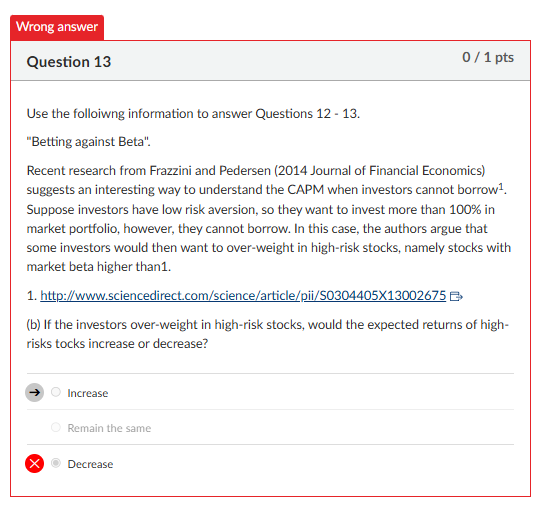 Wrong answer
Question 13
0 / 1 pts
Use the folloiwng information to answer Questions 12 - 13.
"Betting against Beta".
Recent research from Frazzini and Pedersen (2014 Journal of Financial Economics)
suggests an interesting way to understand the CAPM when investors cannot borrow¹.
Suppose investors have low risk aversion, so they want to invest more than 100% in
market portfolio, however, they cannot borrow. In this case, the authors argue that
some investors would then want to over-weight in high-risk stocks, namely stocks with
market beta higher than1.
1. http://www.sciencedirect.com/science/article/pii/S0304405X13002675
(b) If the investors over-weight in high-risk stocks, would the expected returns of high-
risks tocks increase or decrease?
Increase
Remain the same
Decrease